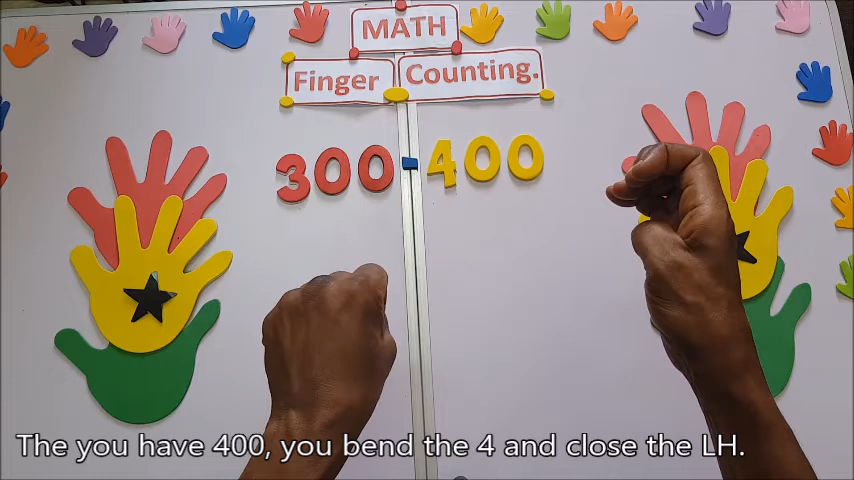 MATH
Finger Counting.
300-400
The you have 400, you bend the 4 and close the LH.